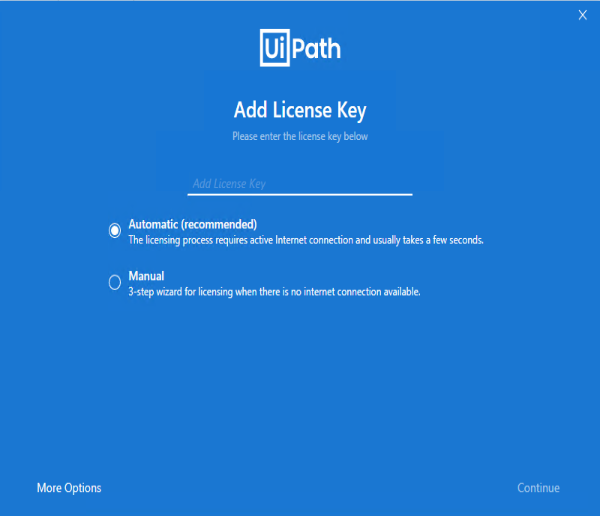 X
UiPath
Add License Key
Please enter the license key below
Add License Key
Automatic (recommended)
The licensing process requires active Internet connection and usually takes a few seconds.
Manual
3-step wizard for licensing when there is no internet connection available.
More Options
Continue